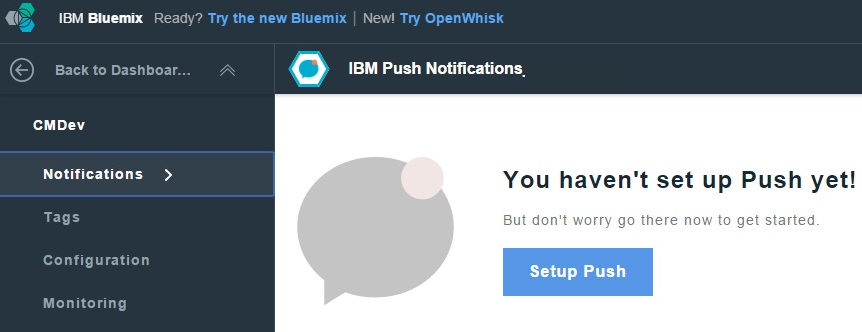 IBM Bluemix Ready? Try the new Bluemix | New! Try OpenWhisk
Back to Dashboar...
IBM Push Notifications
CMDev
Notifications
Tags
Configuration
Monitoring
You haven't set up Push yet!
But don't worry go there now to get started.
Setup Push